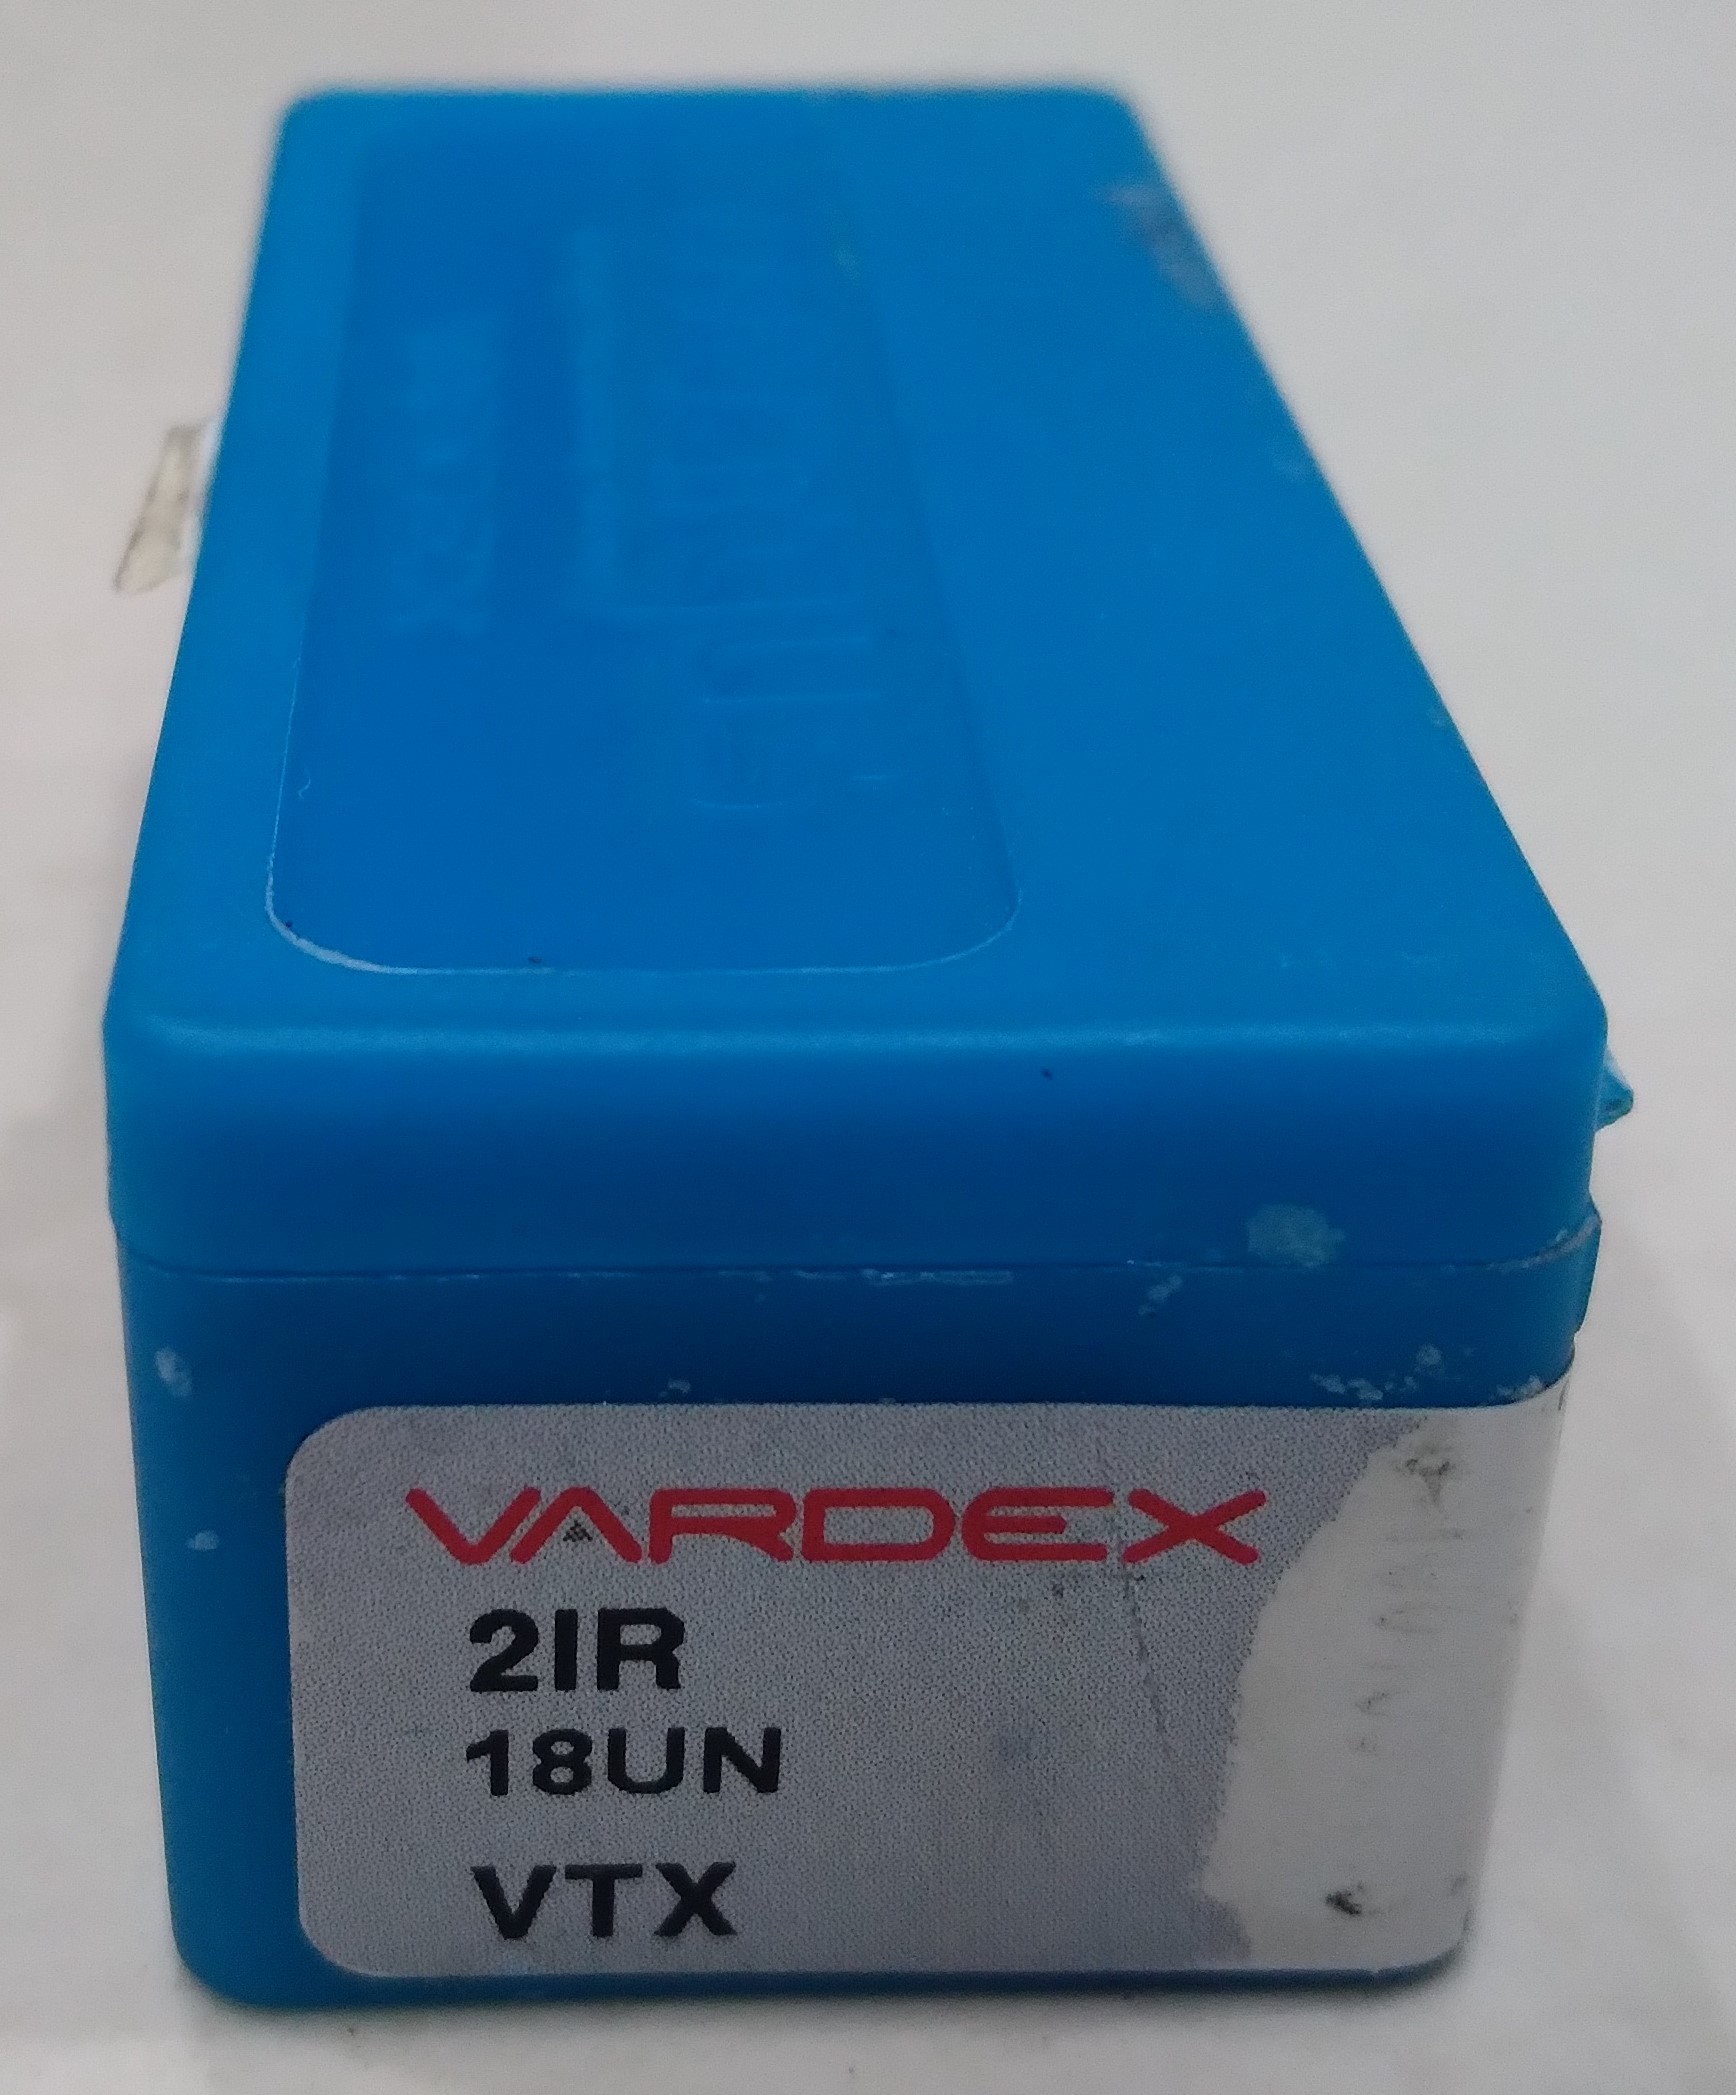 VARDEX
2IR
18UN
VTX